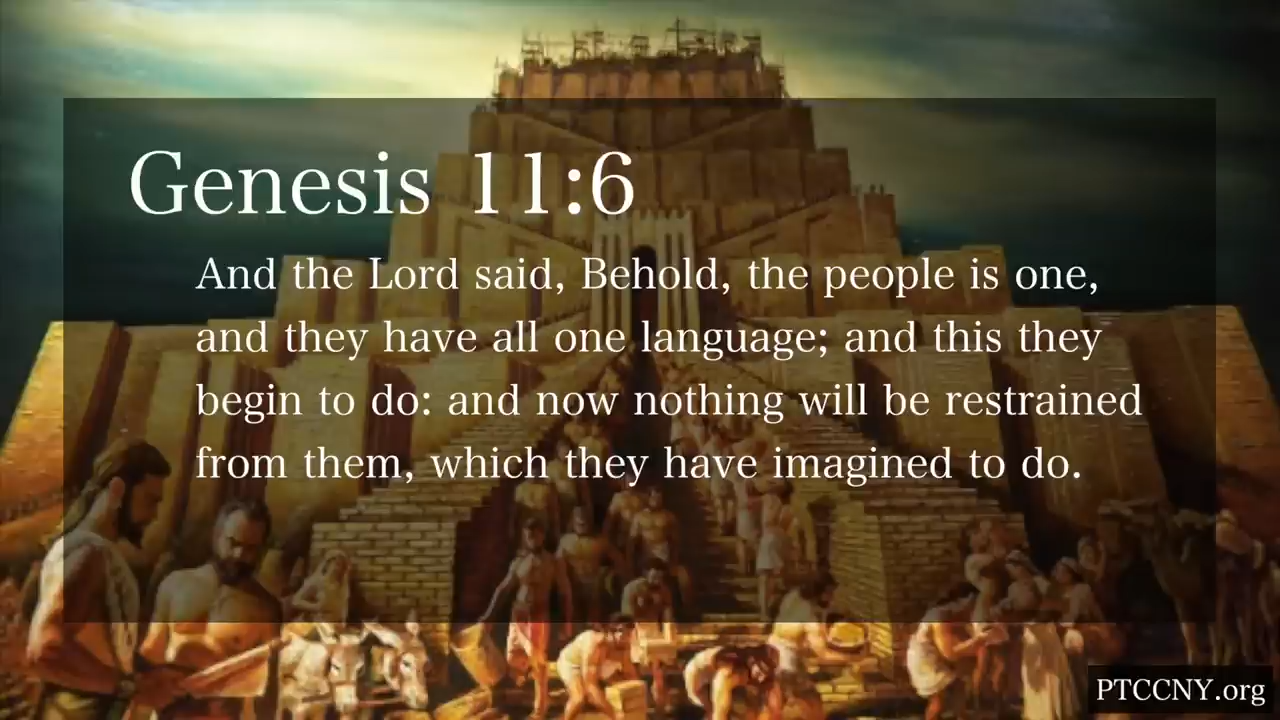 Genesis 11:6
And the Lord said, Behold, the people is one,
and they have all one language; and this they
begin to do: and now nothing will be restrained
from them, which they have imagined to do.
PTCCNY.org